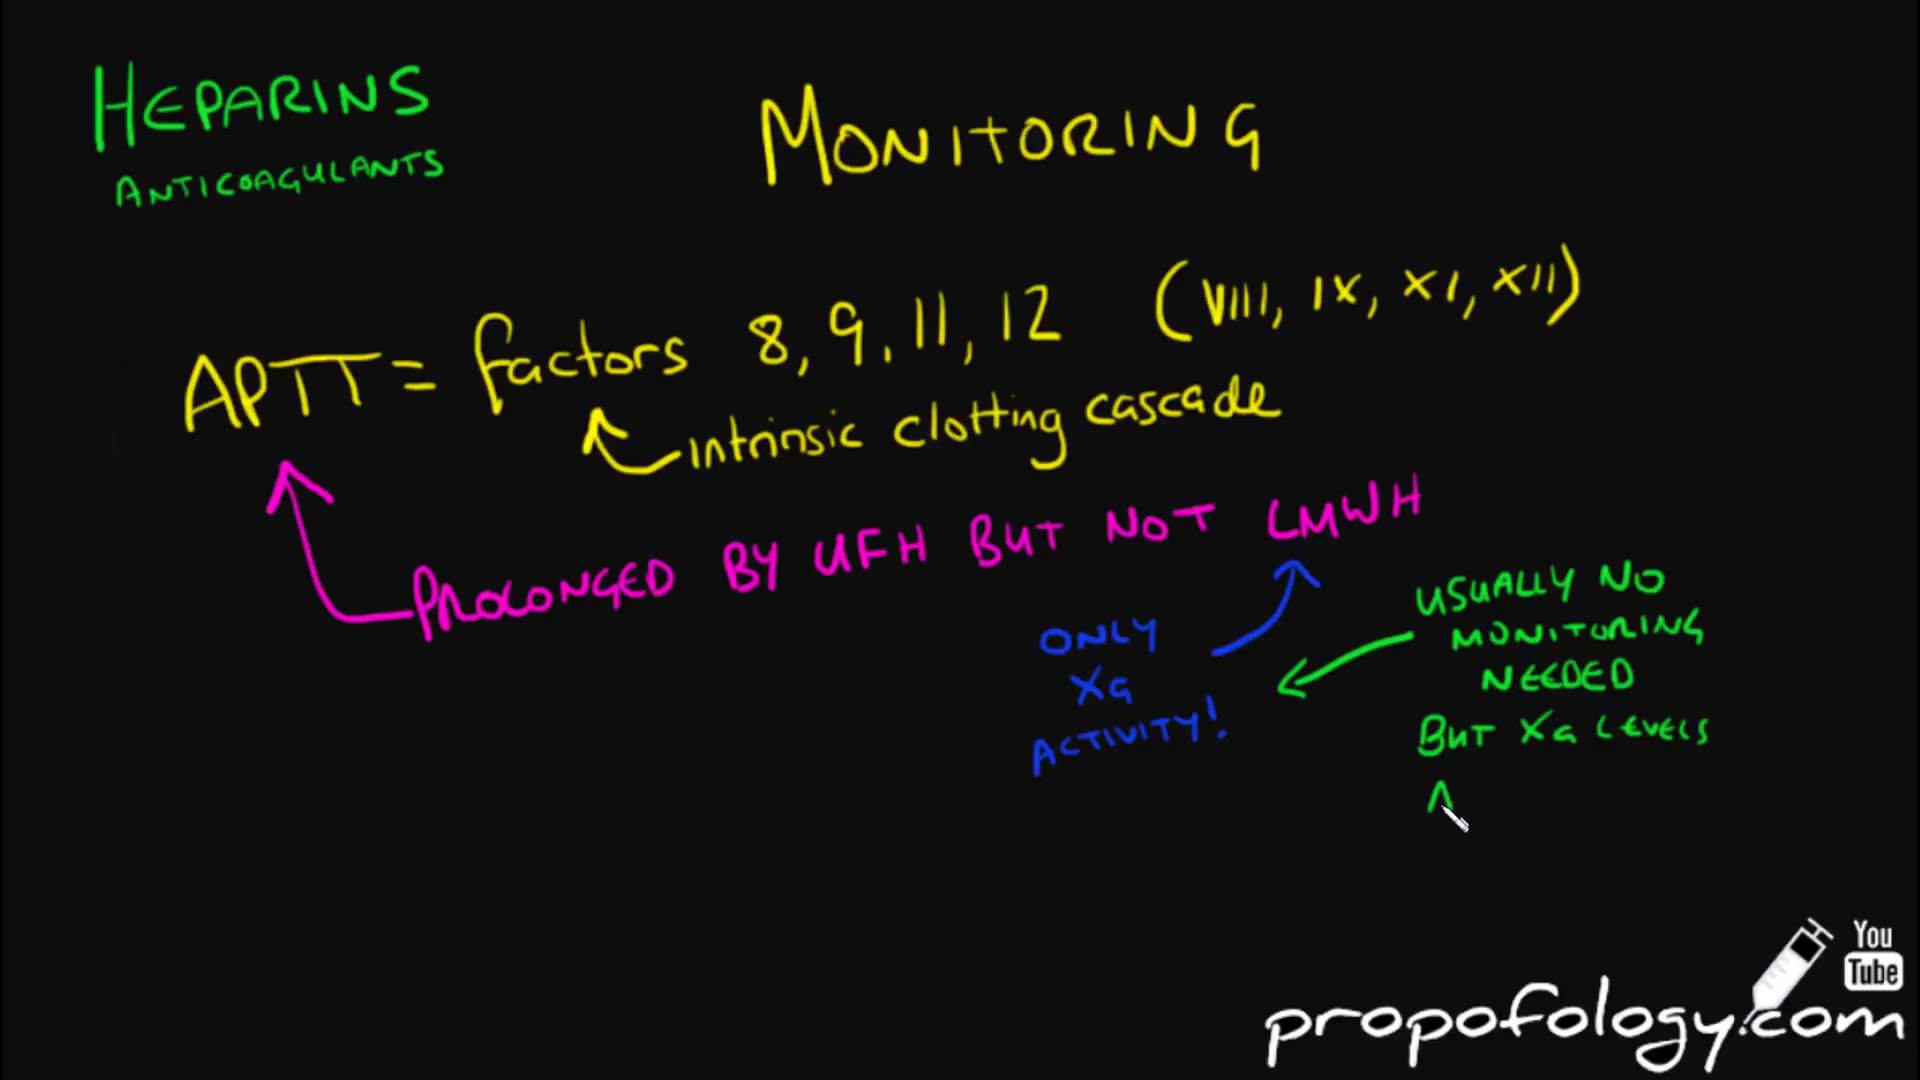 HEPARINS
ANTICOAGULANTS
MONITORING
APTT = factors 8, 9, 11, 12 (VIII, IX, XI, XII)
intrinsic clotting cascade
PROLONGED BY UFH BUT NOT LMWH
ONLY
Xa
ACTIVITY!
USUALLY NO
MONITORING
NEEDED
BUT Xa LEVELS
You
Tube
propofology.com